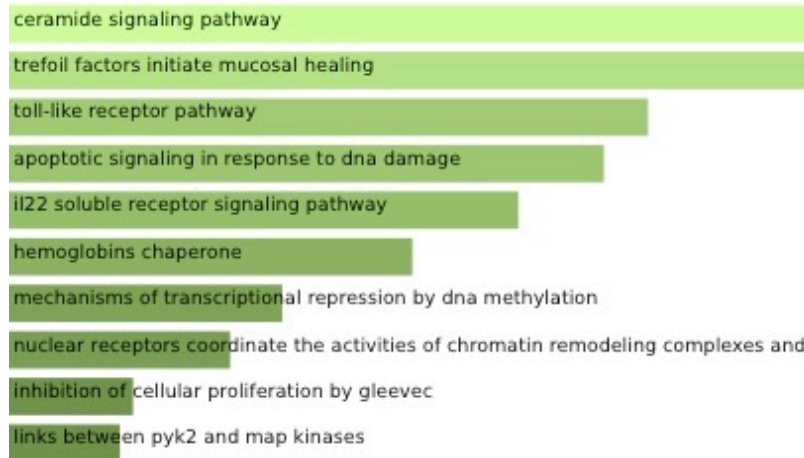 ceramide signaling pathway
trefoil factors initiate mucosal healing
toll-like receptor pathway
apoptotic signaling in response to dna damage
il22 soluble receptor signaling pathway
hemoglobins chaperone
mechanisms of transcriptional repression by dna methylation
nuclear receptors coordinate the activities of chromatin remodeling complexes and
inhibition of cellular proliferation by gleevec
links between pyk2 and map kinases